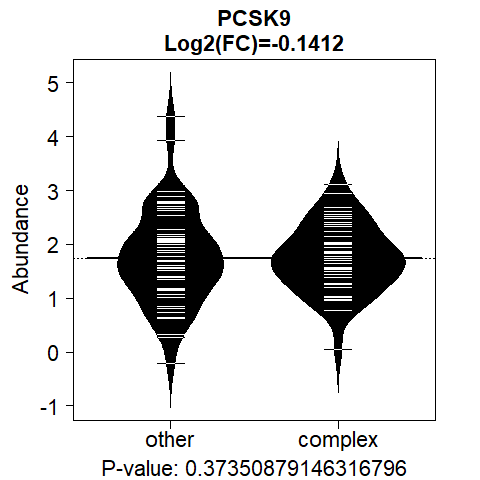 PCSK9
Log2(FC)=-0.1412
5
4
3
2
1
0
-1
Abundance
other complex
P-value: 0.37350879146316796